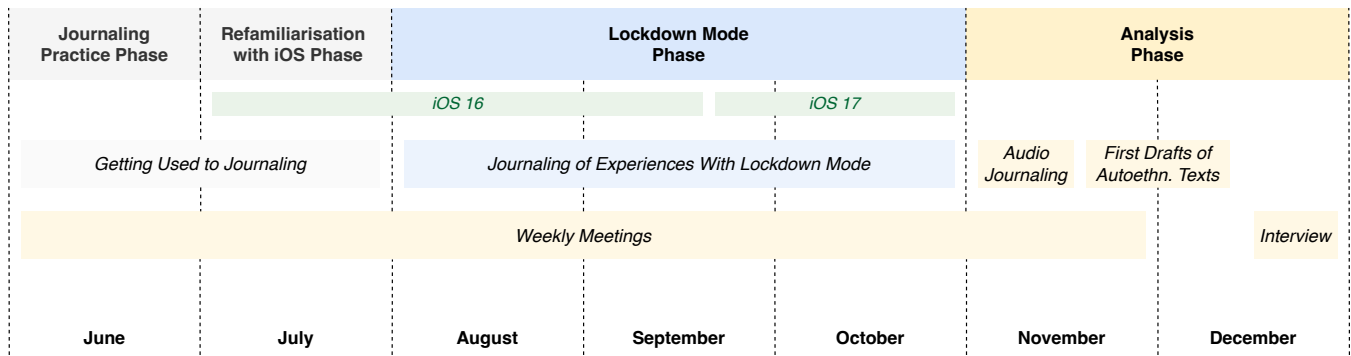 Journaling
Practice Phase
Refamiliarisation
with iOS Phase
Lockdown Mode
Phase
Analysis
Phase
iOS 16
iOS 17
Getting Used to Journaling
Journaling of Experiences With Lockdown Mode
Audio
Journaling
First Drafts of
Autoethn. Texts
Weekly Meetings
Interview
June
July
August
September
October
November
December